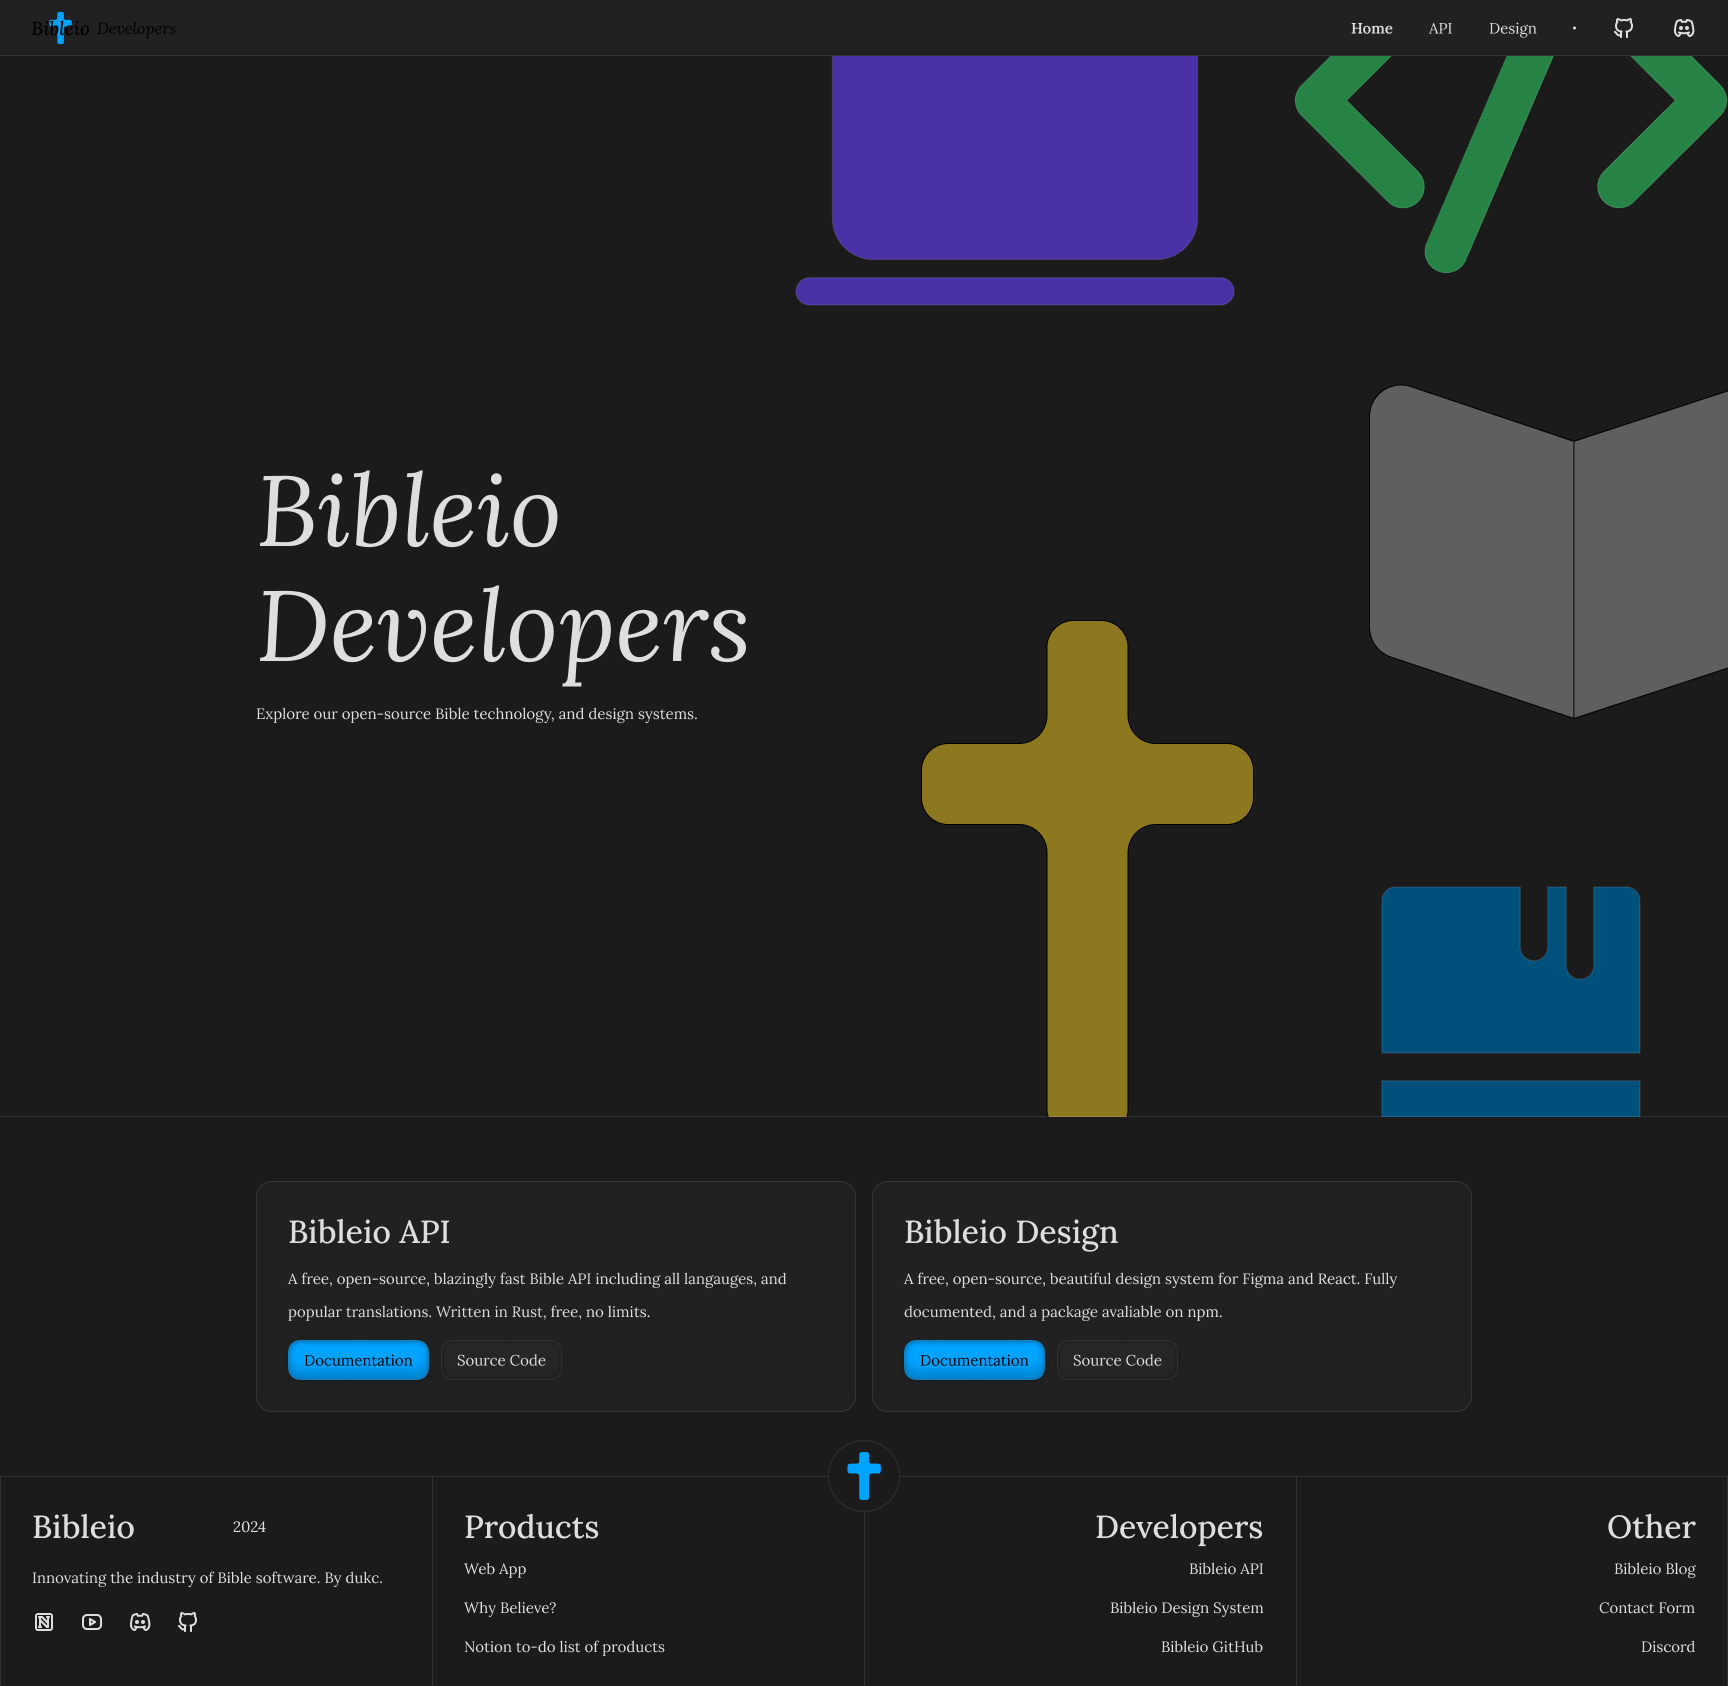 Bibleio Developers
Home API Design ·
Bibleio
Developers
Explore our open-source Bible technology, and design systems.
Bibleio API
A free, open-source, blazingly fast Bible API including all langauges, and
popular translations. Written in Rust, free, no limits.
Documentation Source Code
Bibleio Design
A free, open-source, beautiful design system for Figma and React. Fully
documented, and a package avaliable on npm.
Documentation Source Code
Bibleio 2024
Innovating the industry of Bible software. By dukc.
Products
Web App
Why Believe?
Notion to-do list of products
Developers
Bibleio API
Bibleio Design System
Bibleio GitHub
Other
Bibleio Blog
Contact Form
Discord